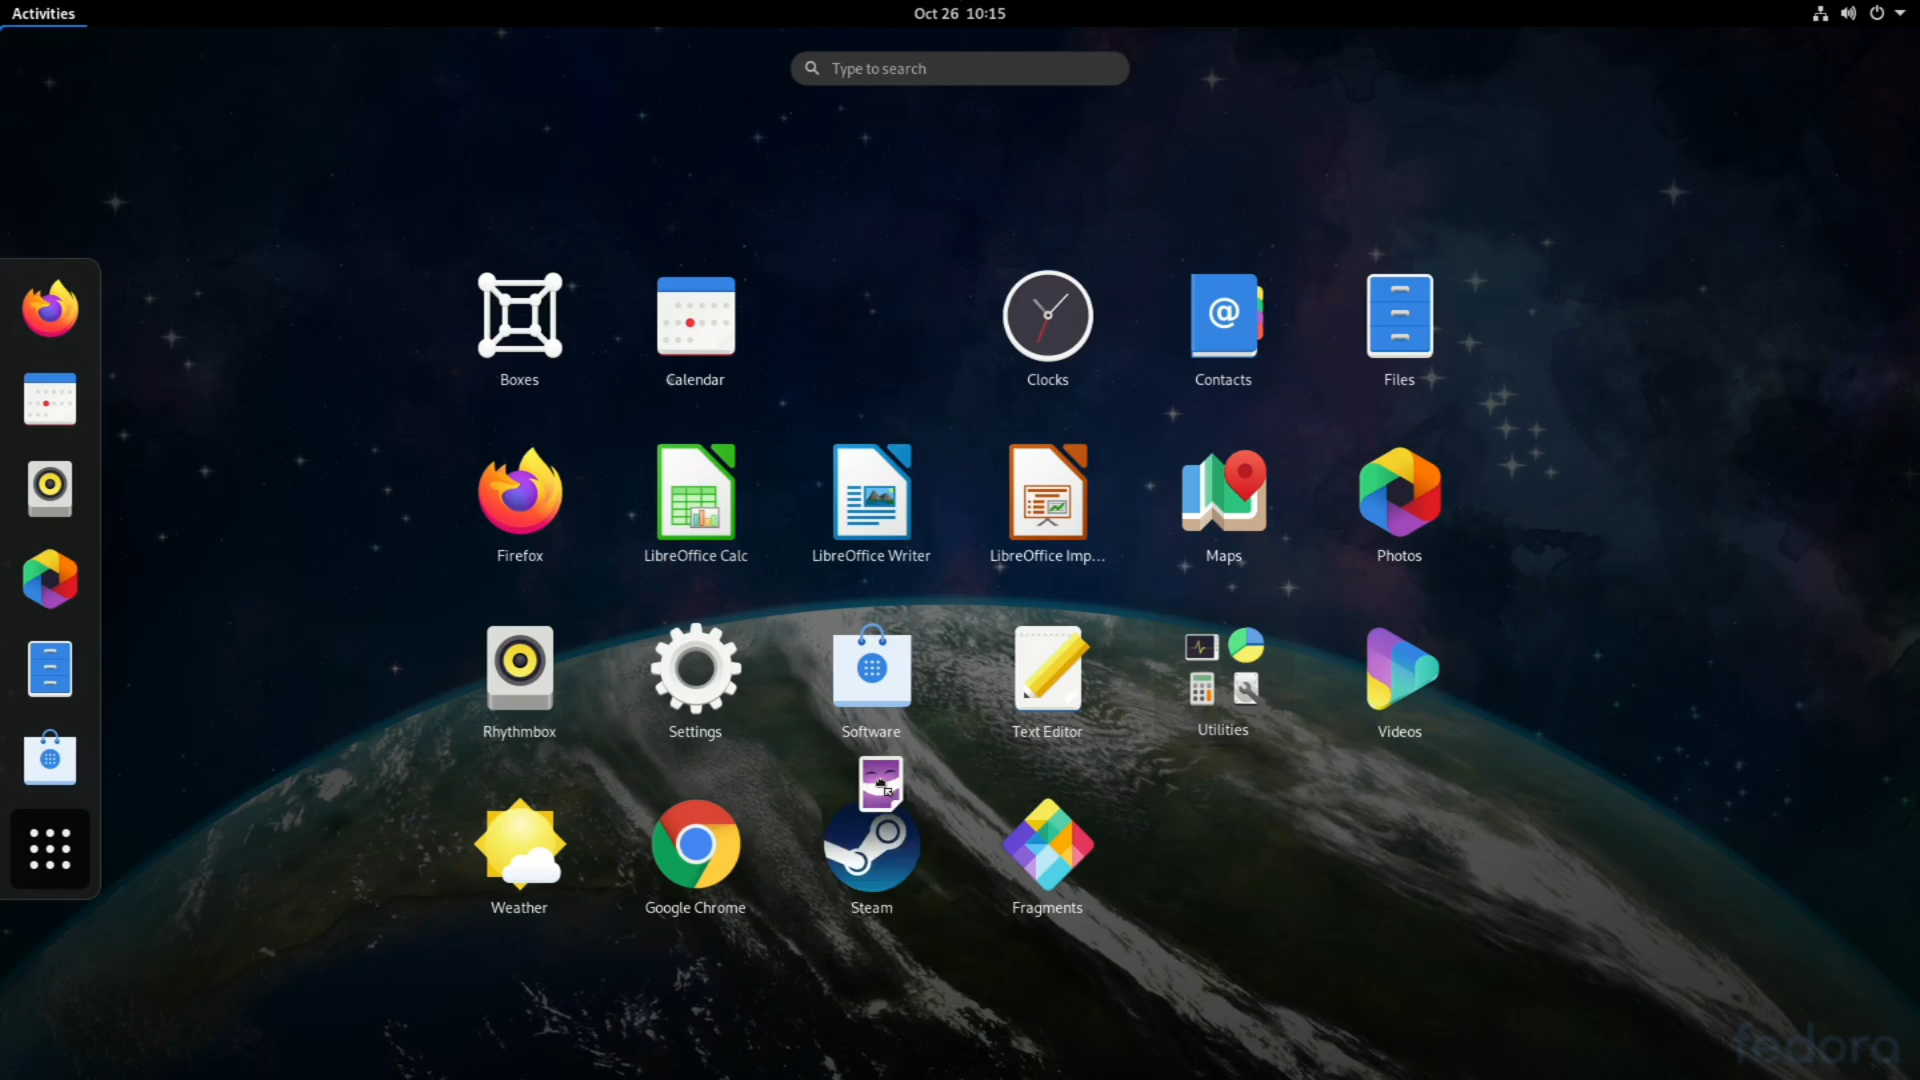 Activities
Oct 26 10:15
Type to search
Boxes
Calendar
Clocks
Contacts
@
Files
Firefox
LibreOffice Calc
LibreOffice Writer
LibreOffice Imp...
Maps
Photos
Rhythmbox
Settings
Software
Text Editor
Utilities
Videos
Weather
Google Chrome
Steam
Fragments
fedora